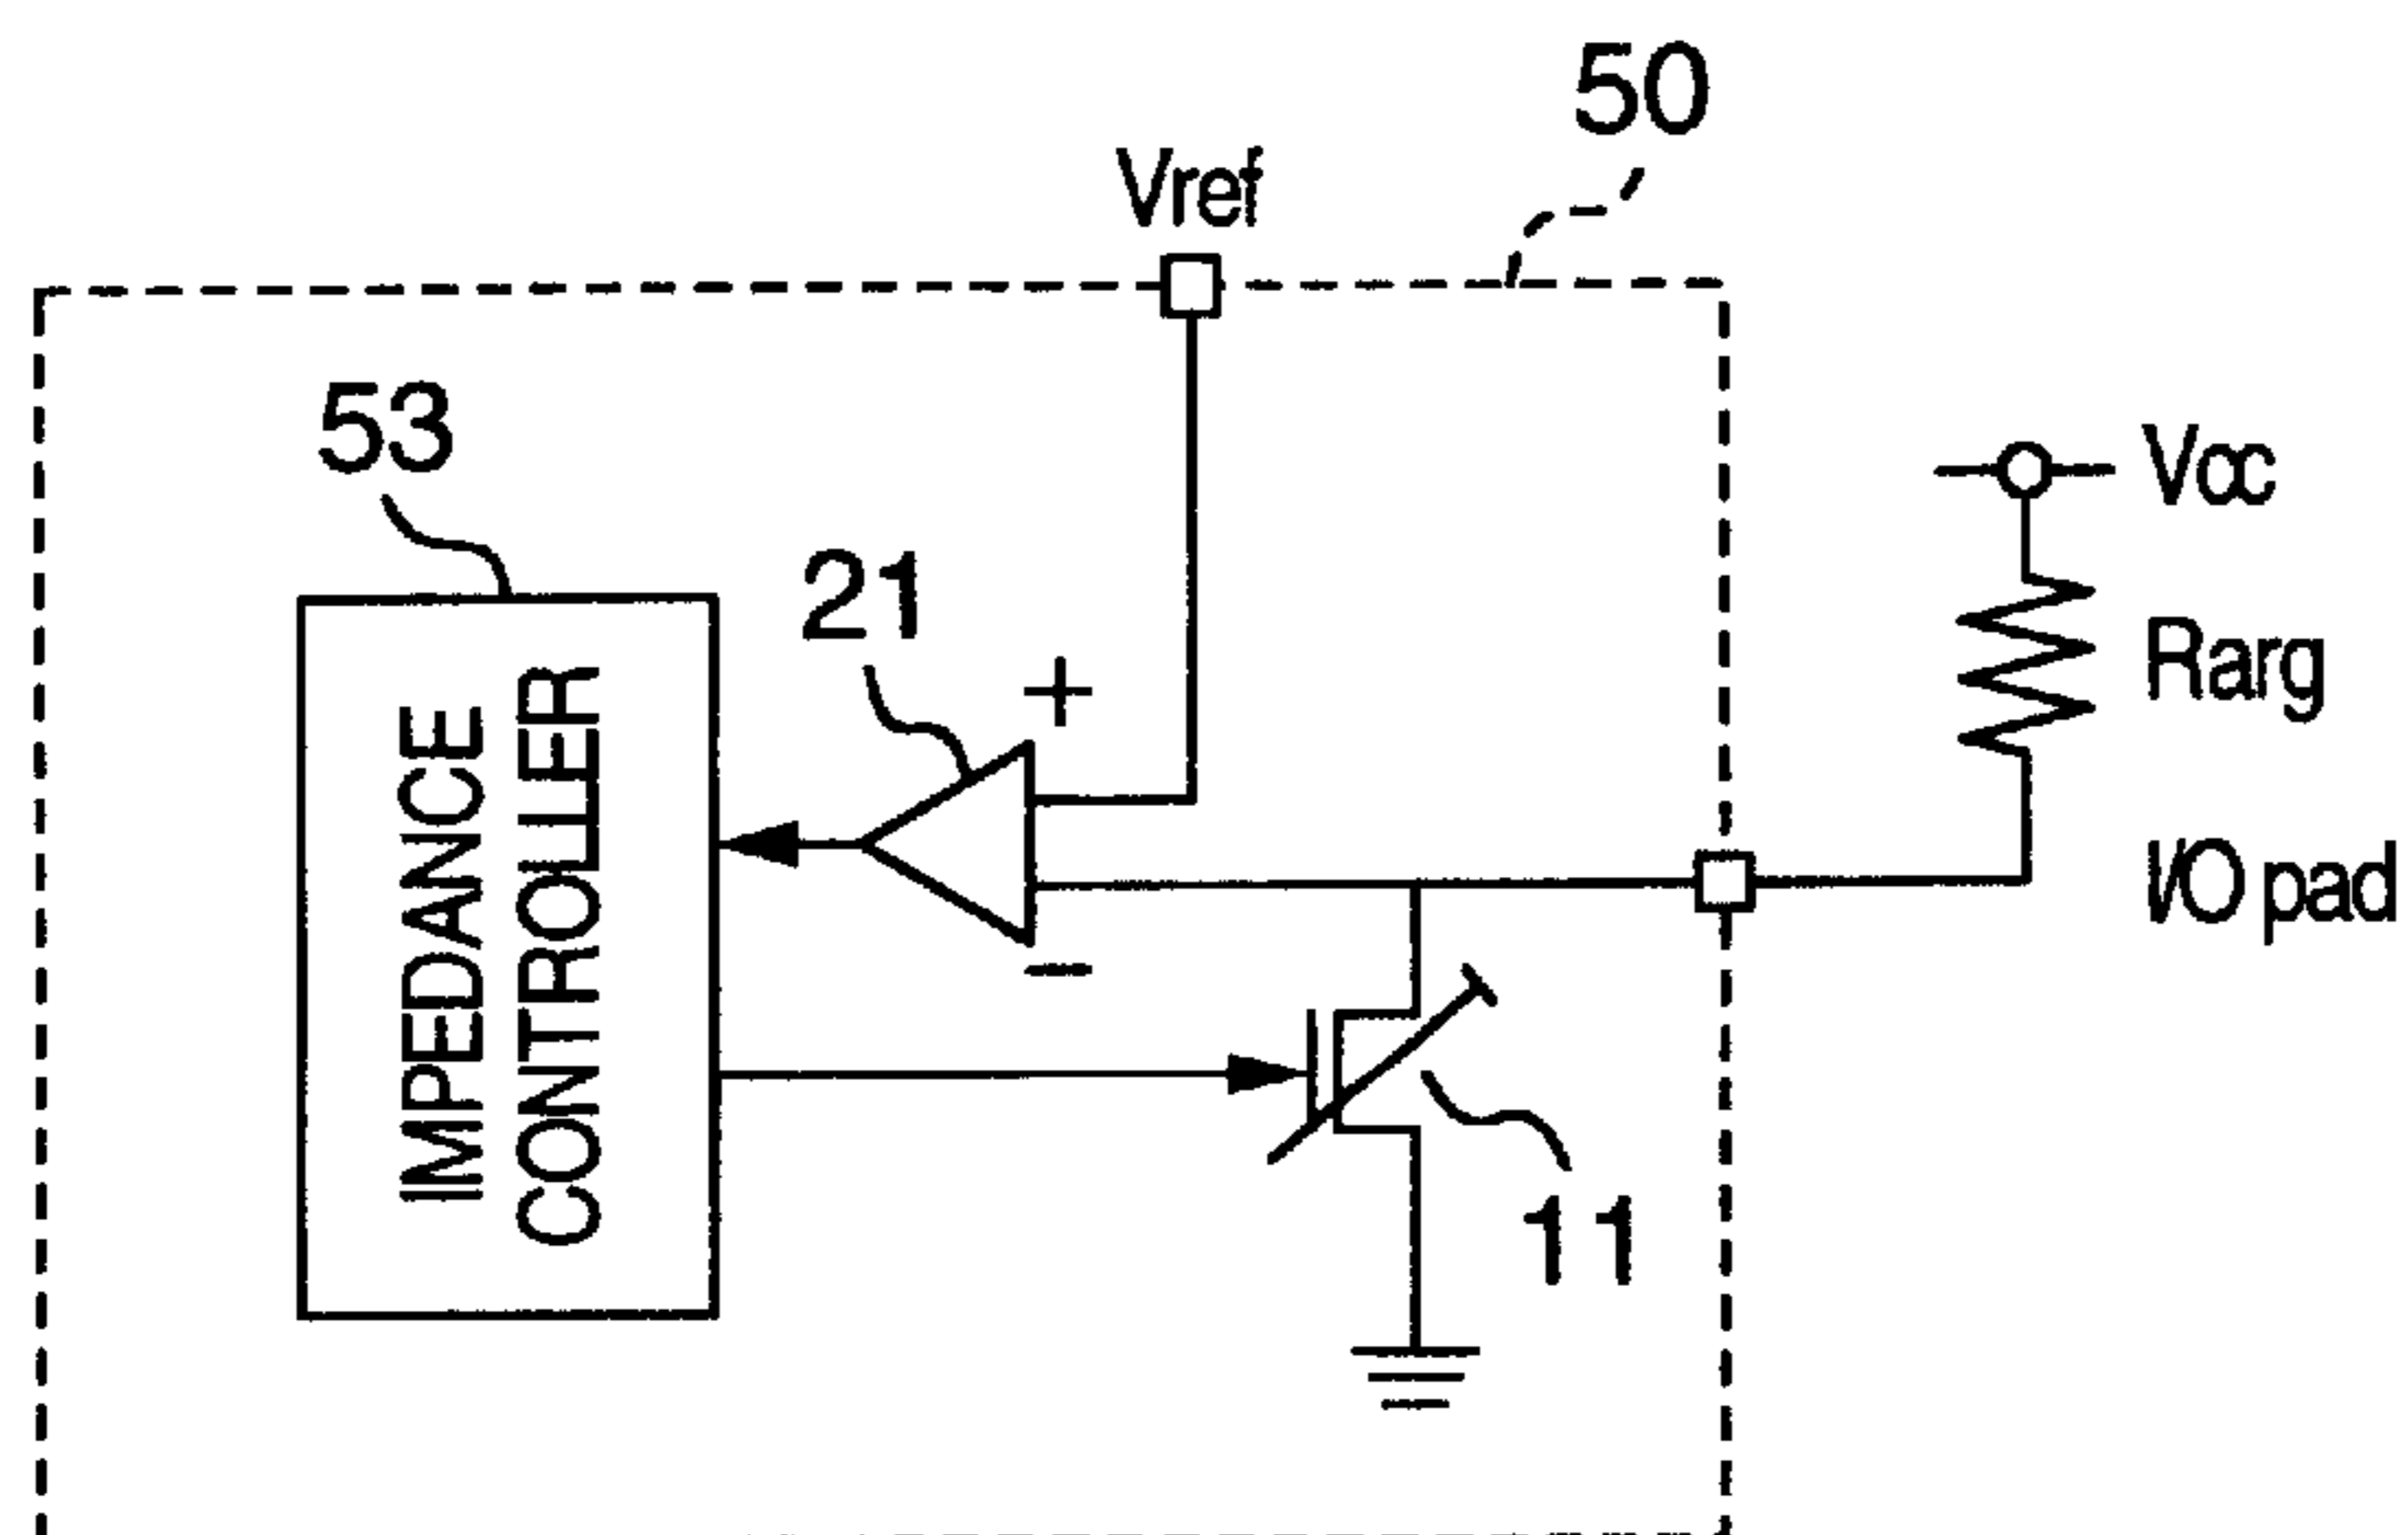 50
Vref
53
Vcc
21
+
Rarg
I/O pad
IMPEDANCE
CONTROLLER
−
11